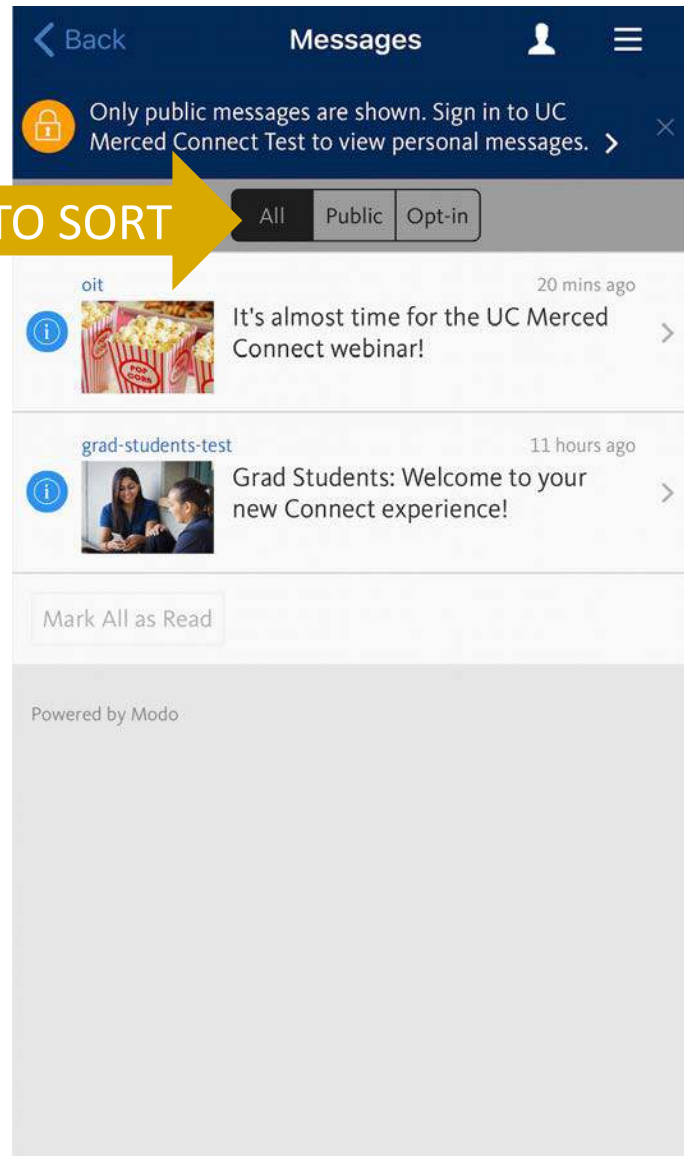 Back
Messages
Only public messages are shown. Sign in to UC
Merced Connect Test to view personal messages.
TO SORT
All Public Opt-in
oit
20 mins ago
It's almost time for the UC Merced
Connect webinar!
POP
CORN
grad-students-test
11 hours ago
Grad Students: Welcome to your
new Connect experience!
Mark All as Read
Powered by Modo